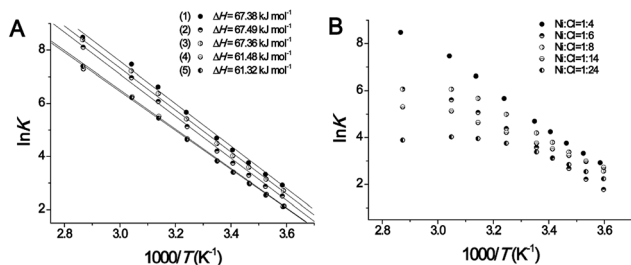 A
(1) ● ΔH=67.38 kJ mol⁻¹
(2) ΔH=67.49 kJ mol⁻¹
(3) ΔH=67.36 kJ mol⁻¹
(4) ΔH=61.48 kJ mol⁻¹
(5) ΔH=61.32 kJ mol⁻¹
lnK
8
6
4
2
2.8 3.0 3.2 3.4 3.6
1000/T(K⁻¹)
B
Ni:Cl=1:4
Ni:Cl=1:6
Ni:Cl=1:8
Ni:Cl=1:14
Ni:Cl=1:24
lnK
8
6
4
2
2.8 3.0 3.2 3.4 3.6
1000/T(K⁻¹)